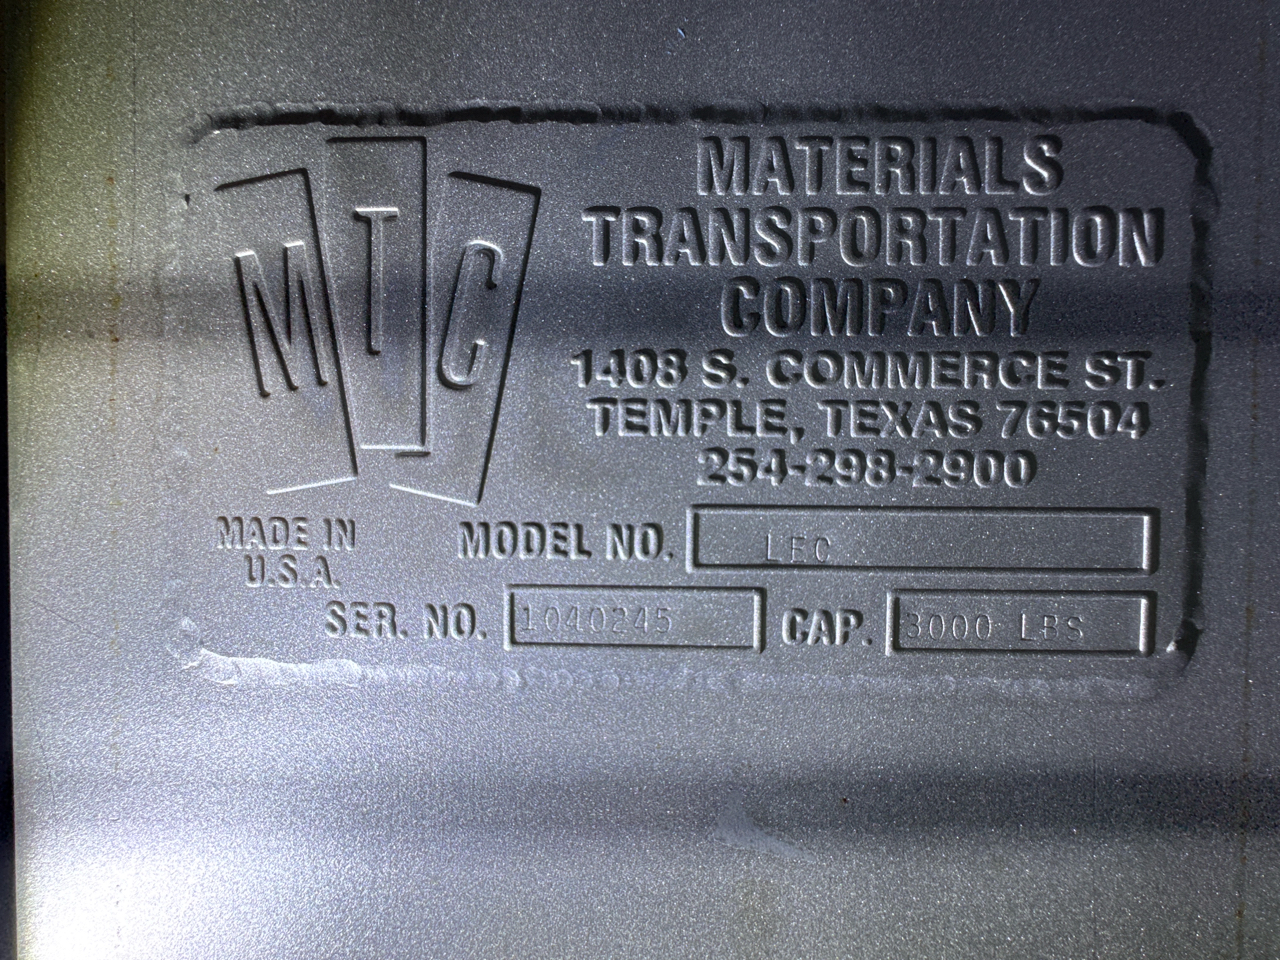 MTC
MATERIALS
TRANSPORTATION
COMPANY
1408 S. COMMERCE ST.
TEMPLE, TEXAS 76504
254-298-2900
MADE IN
U.S.A.
MODEL NO. LFC
SER. NO. 1040245 CAP. 3000 LBS